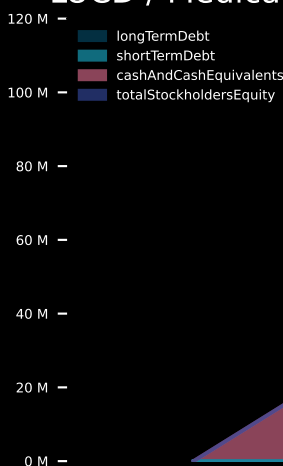 120 M
longTermDebt
shortTermDebt
cashAndCashEquivalents
totalStockholdersEquity
100 M
80 M
60 M
40 M
20 M
0 M